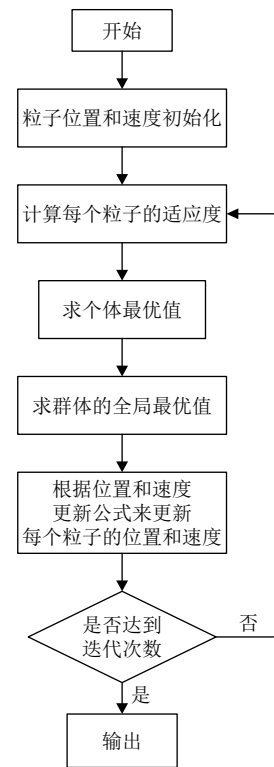 开始
粒子位置和速度初始化
计算每个粒子的适应度
求个体最优值
求群体的全局最优值
根据位置和速度
更新公式来更新
每个粒子的位置和速度
是否达到
迭代次数
否
是
输出